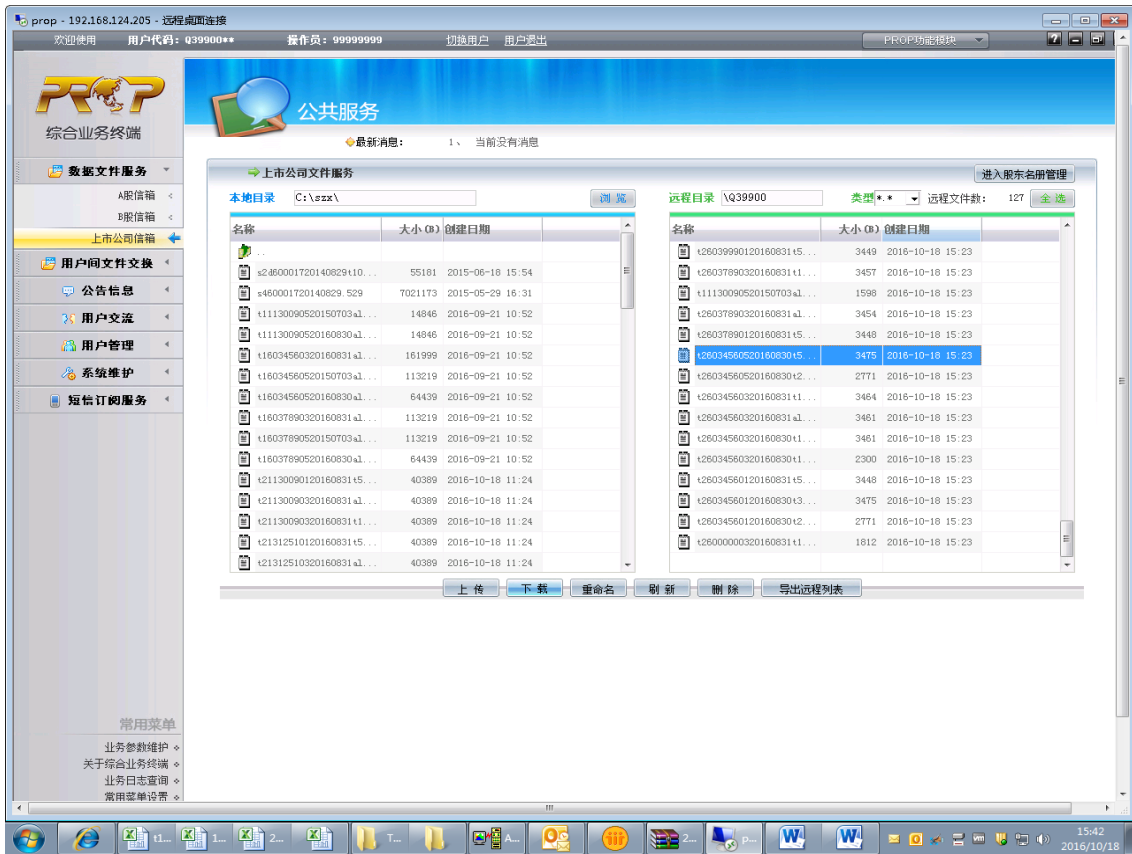 prop - 192.168.124.205 - 远程桌面连接
欢迎使用 用户代码: Q39900** 操作员: 99999999 切换用户 用户退出 PROP功能模块
PROP
综合业务终端
公共服务
最新消息: 1、 当前没有消息
数据文件服务
A股信箱
B股信箱
上市公司信箱
用户间文件交换
公告信息
用户交流
用户管理
系统维护
短信订阅服务
上市公司文件服务 进入股东名册管理
本地目录 C:\szx\ 浏 览 远程目录 \Q39900 类型 *.* 远程文件数: 127 全 选
名称 大小(B) 创建日期
..
s2d60001720140829t10... 55181 2015-06-18 15:54
s460001720140829.529 7021173 2015-05-29 16:31
t11130090520150703al... 14846 2016-09-21 10:52
t11130090520160830al... 14846 2016-09-21 10:52
t16034560320160831al... 161999 2016-09-21 10:52
t16034560520150703al... 113219 2016-09-21 10:52
t16034560520160830al... 64439 2016-09-21 10:52
t16037890320160831al... 113219 2016-09-21 10:52
t16037890520150703al... 113219 2016-09-21 10:52
t16037890520160830al... 64439 2016-09-21 10:52
t21130090120160831t5... 40389 2016-10-18 11:24
t21130090320160831al... 40389 2016-10-18 11:24
t21130090320160831t1... 40389 2016-10-18 11:24
t21312510120160831t5... 40389 2016-10-18 11:24
t21312510320160831al... 40389 2016-10-18 11:24
名称 大小(B) 创建日期
t26039990120160831t5... 3449 2016-10-18 15:23
t26037890320160831t1... 3457 2016-10-18 15:23
t11130090520150703al... 1598 2016-10-18 15:23
t26037890320160831al... 3454 2016-10-18 15:23
t26037890120160831t5... 3448 2016-10-18 15:23
t26034560520160830t5... 3475 2016-10-18 15:23
t26034560520160830t2... 2771 2016-10-18 15:23
t26034560320160831t1... 3464 2016-10-18 15:23
t26034560320160831al... 3461 2016-10-18 15:23
t26034560320160830t1... 3461 2016-10-18 15:23
t26034560320160830t1... 2300 2016-10-18 15:23
t26034560120160831t5... 3448 2016-10-18 15:23
t26034560120160830t3... 3475 2016-10-18 15:23
t26034560120160830t2... 2771 2016-10-18 15:23
t26000000320160831t1... 1812 2016-10-18 15:23
上 传 下 载 重命名 刷 新 删 除 导出远程列表
常用菜单
业务参数维护
关于综合业务终端
业务日志查询
常用菜单设置
t1... 1... 2... T... A... 2... p...
15:42
2016/10/18